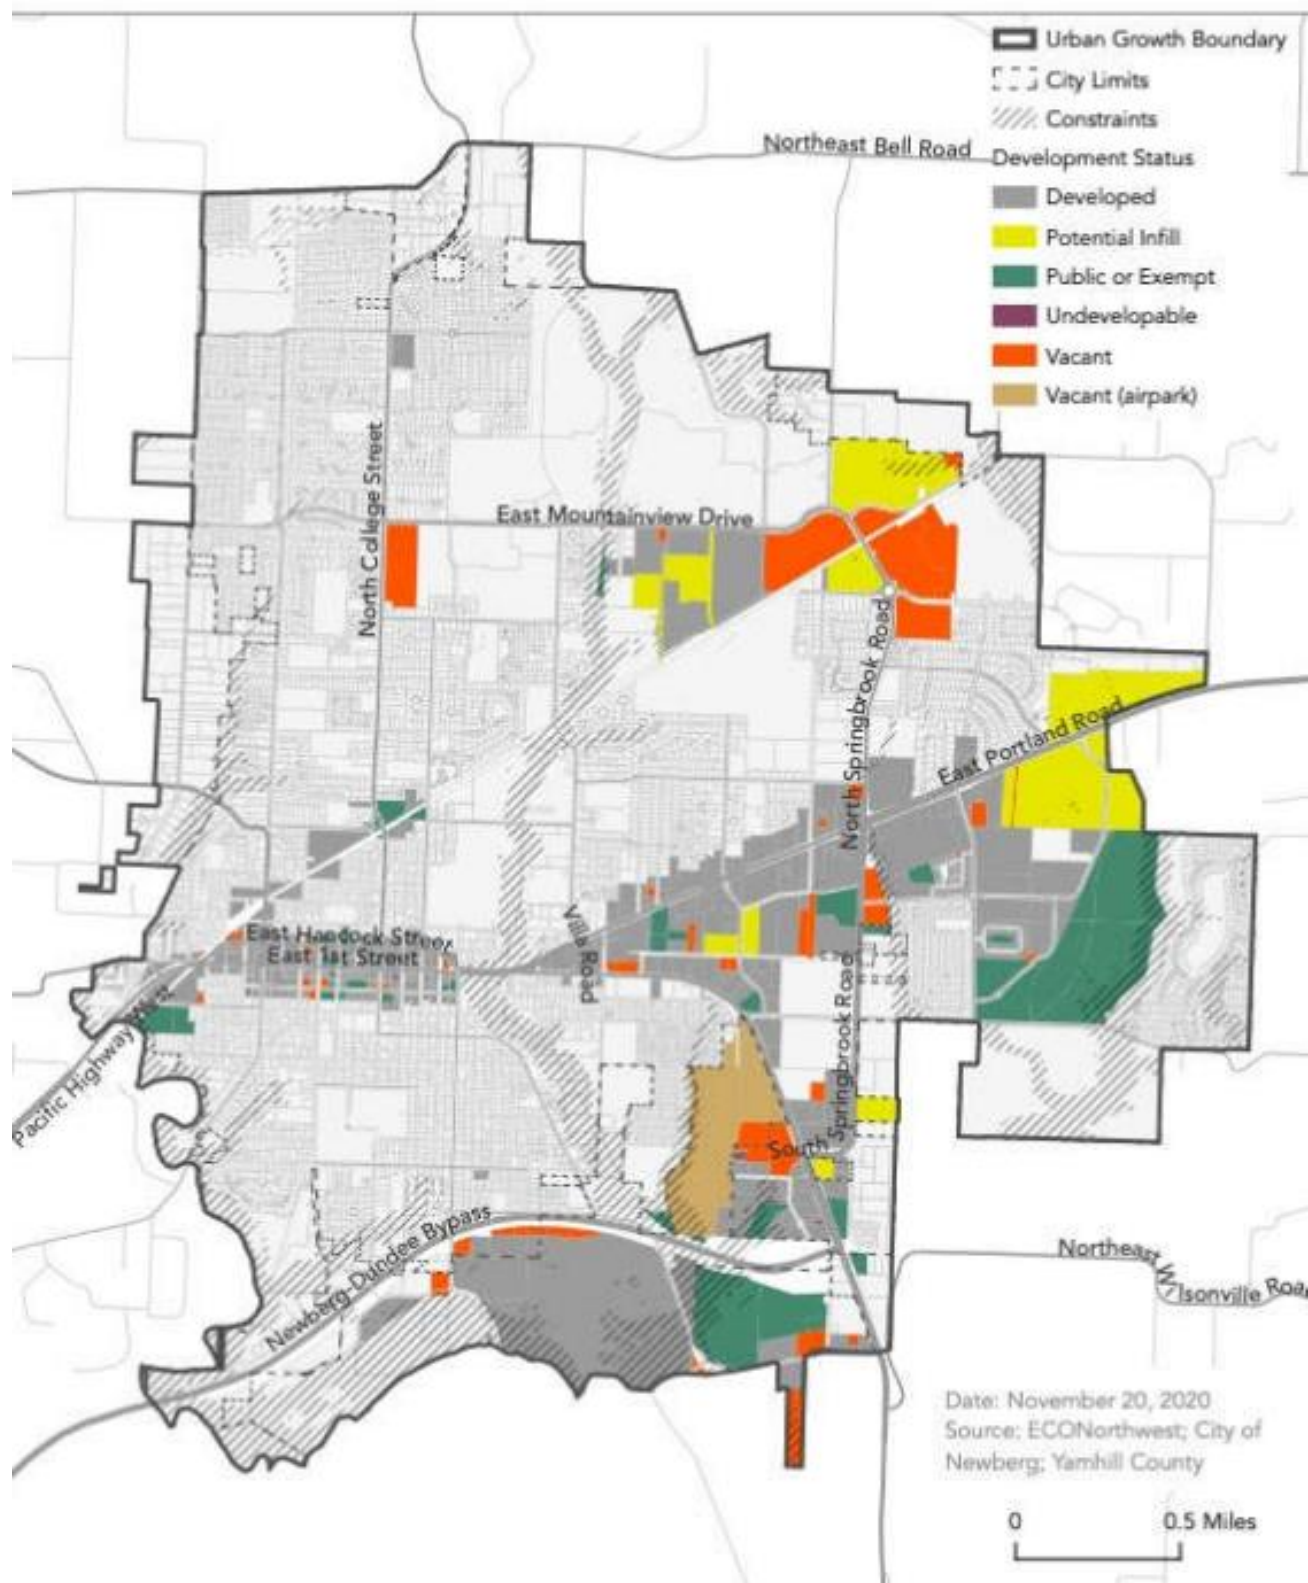 Urban Growth Boundary
City Limits
Constraints
Northeast Bell Road
Development Status
Developed
Potential Infill
Public or Exempt
Undevelopable
Vacant
Vacant (airpark)
North College Street
East Mountainview Drive
North Springbrook Road
East Portland Road
East Hancock Street
East 1st Street
Villa Road
Pacific Highway West
South Springbrook Road
Newberg-Dundee Bypass
Northeast Wilsonville Road
Date: November 20, 2020
Source: ECONorthwest; City of
Newberg; Yamhill County
0 0.5 Miles